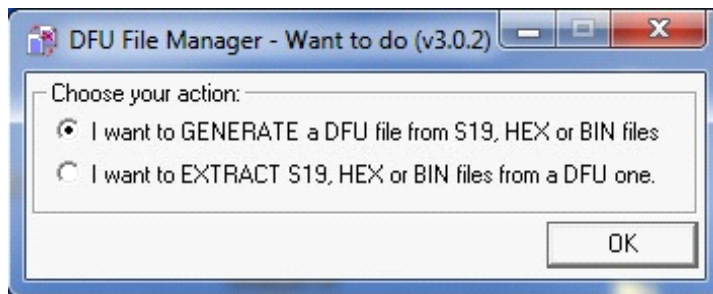 DFU File Manager - Want to do (v3.0.2)
Choose your action:
I want to GENERATE a DFU file from S19, HEX or BIN files
I want to EXTRACT S19, HEX or BIN files from a DFU one.
OK